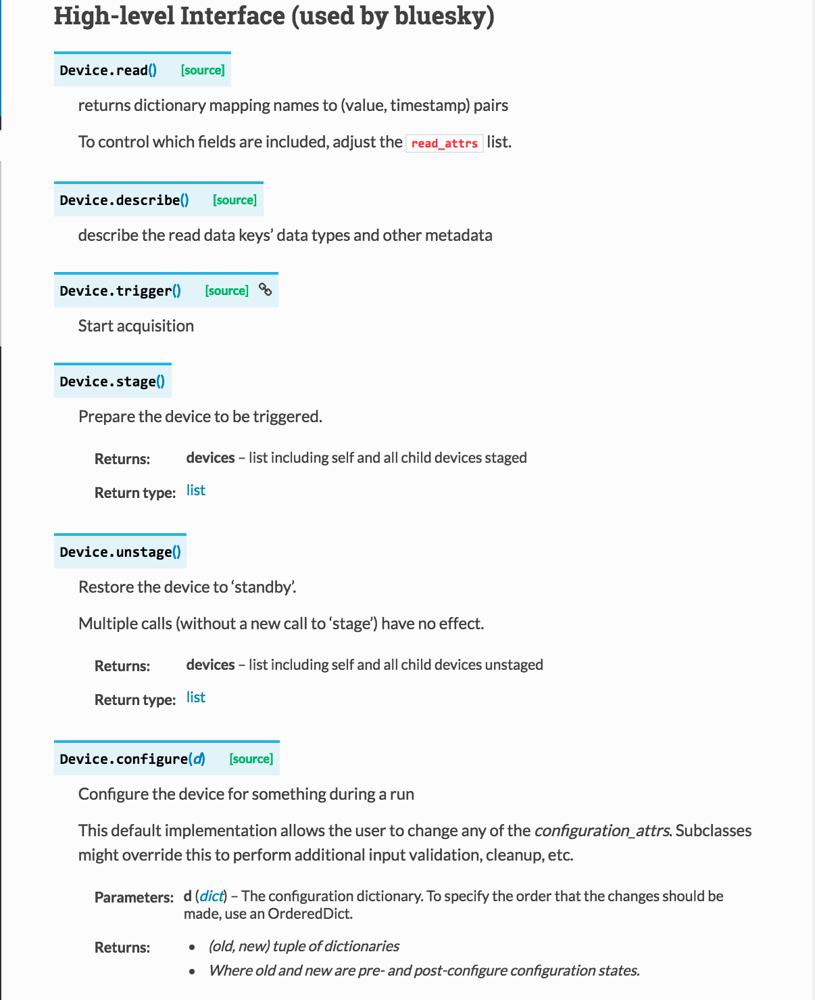 High-level Interface (used by bluesky)
Device.read() [source]
returns dictionary mapping names to (value, timestamp) pairs
To control which fields are included, adjust the read_attrs list.
Device.describe() [source]
describe the read data keys’ data types and other metadata
Device.trigger() [source]
Start acquisition
Device.stage()
Prepare the device to be triggered.
Returns: devices – list including self and all child devices staged
Return type: list
Device.unstage()
Restore the device to ‘standby’.
Multiple calls (without a new call to ‘stage’) have no effect.
Returns: devices – list including self and all child devices unstaged
Return type: list
Device.configure(d) [source]
Configure the device for something during a run
This default implementation allows the user to change any of the configuration_attrs. Subclasses
might override this to perform additional input validation, cleanup, etc.
Parameters: d (dict) – The configuration dictionary. To specify the order that the changes should be
made, use an OrderedDict.
Returns: • (old, new) tuple of dictionaries
• Where old and new are pre- and post-configure configuration states.